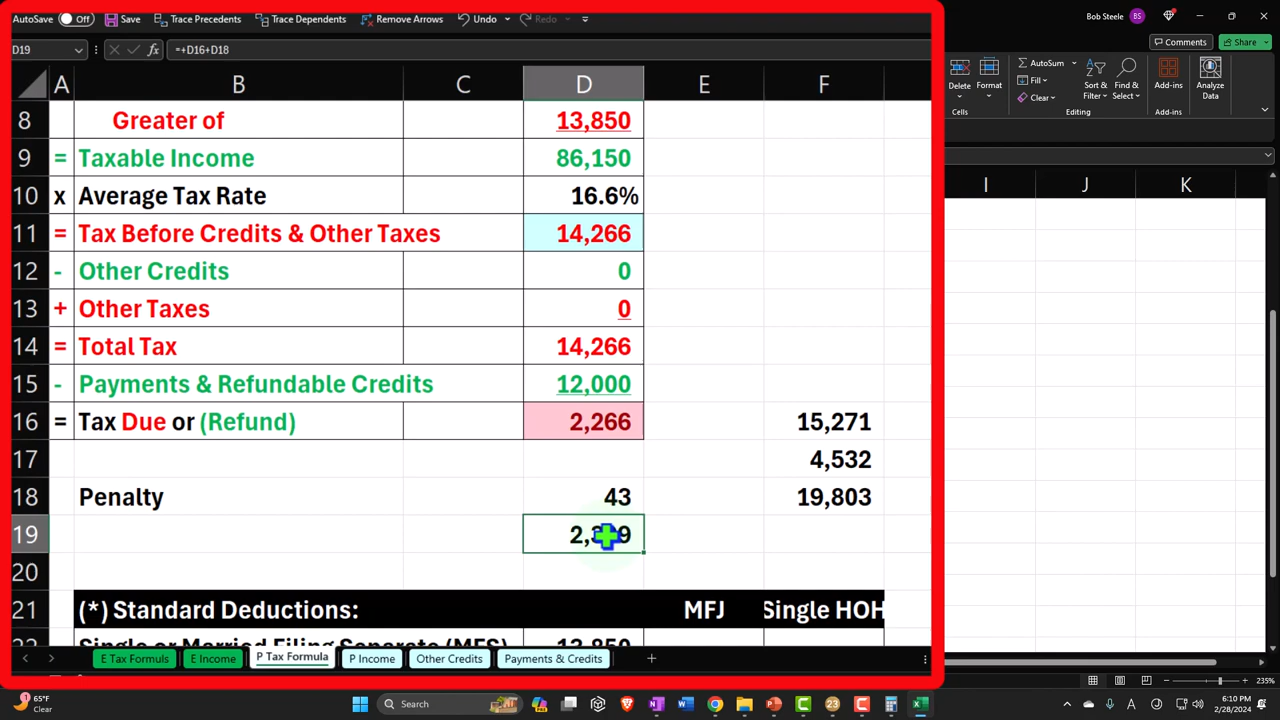 AutoSave Off Save Trace Precedents Trace Dependents Remove Arrows Undo Redo
Bob Steele BS
Comments Share
D19 fx =+D16+D18
AutoSum Fill Clear
Delete Format Sort & Filter Find & Select Add-ins Analyze Data
Cells Editing Add-ins
A B C D E F I J K
8 Greater of 13,850
9 = Taxable Income 86,150
10 x Average Tax Rate 16.6%
11 = Tax Before Credits & Other Taxes 14,266
12 - Other Credits 0
13 + Other Taxes 0
14 = Total Tax 14,266
15 - Payments & Refundable Credits 12,000
16 = Tax Due or (Refund) 2,266 15,271
17 4,532
18 Penalty 43 19,803
19
20
21 (*) Standard Deductions: MFJ Single HOH
22 Single or Married Filing Separate (MFS) 13,850
E Tax Formuls E Income P Tax Formula P Income Other Credits Payments & Credits
235%
65°F
Clear
Search
23
6:10 PM
2/28/2024